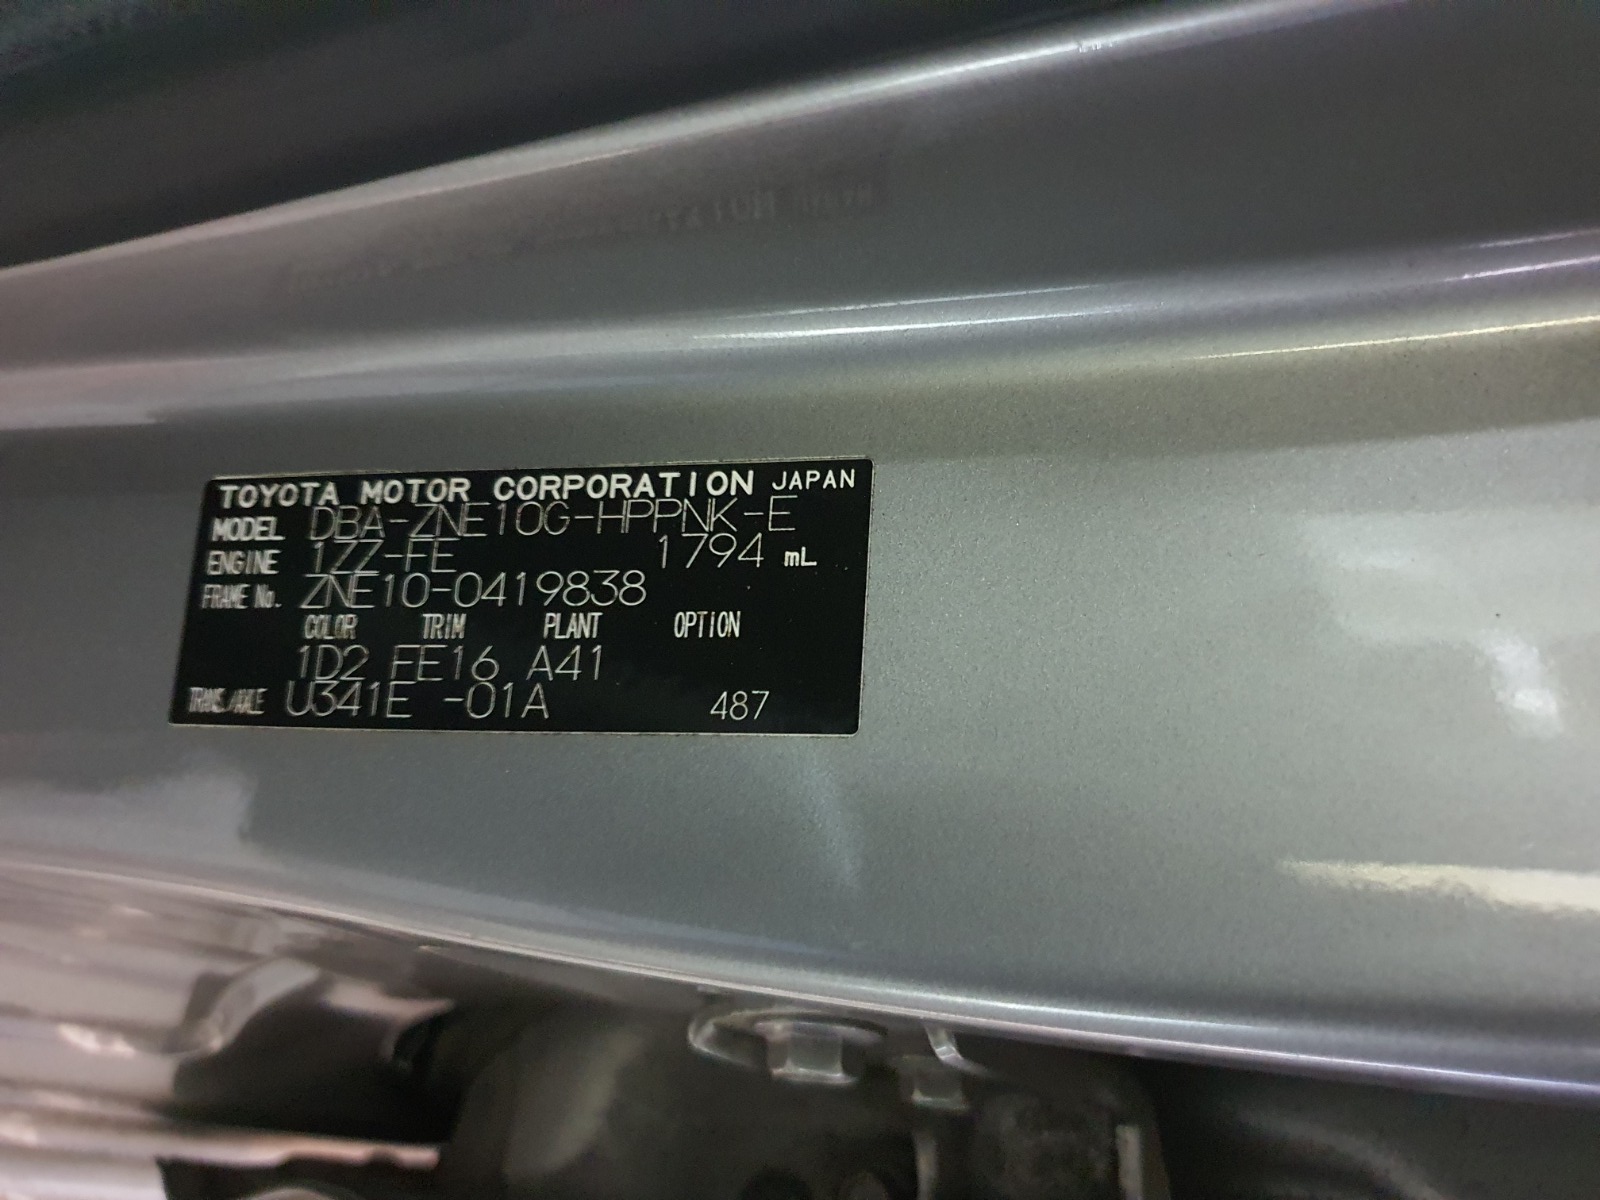 TOYOTA MOTOR CORPORATION JAPAN
MODEL DBA-ZNE10G-HPPNK-E
ENGINE 1ZZ-FE 1794 mL
FRAME No. ZNE10-0419838
COLOR TRIM PLANT OPTION
1D2 FE16 A41
TRANS./AXLE U341E -01A 487